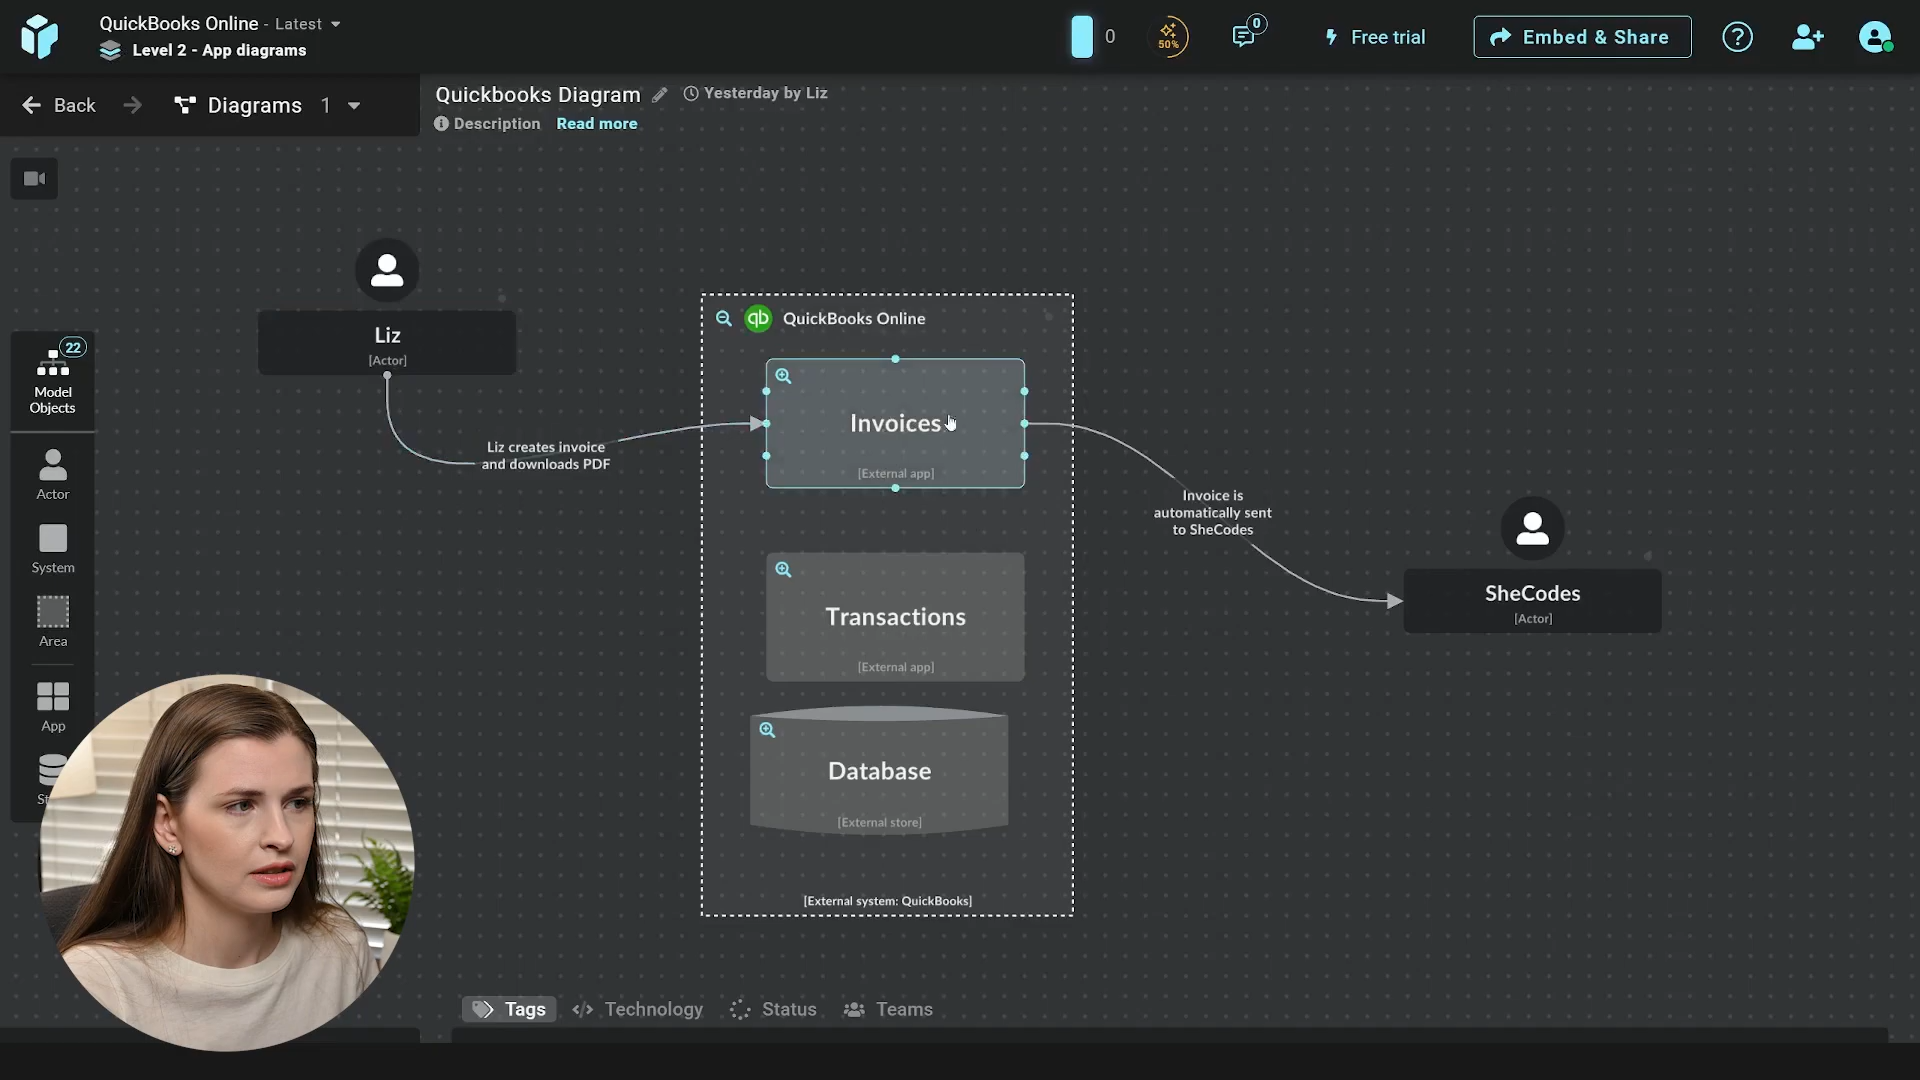 QuickBooks Online - Latest
Level 2 - App diagrams
0
50%
0
Free trial
Embed & Share
?
Back
Diagrams 1
Quickbooks Diagram
Yesterday by Liz
Description Read more
22
Model
Objects
Actor
System
Area
App
Liz
[Actor]
Liz creates invoice
and downloads PDF
qb QuickBooks Online
Invoices
[External app]
Transactions
[External app]
Database
[External store]
[External system: QuickBooks]
Invoice is
automatically sent
to SheCodes
SheCodes
[Actor]
Tags
Technology
Status
Teams